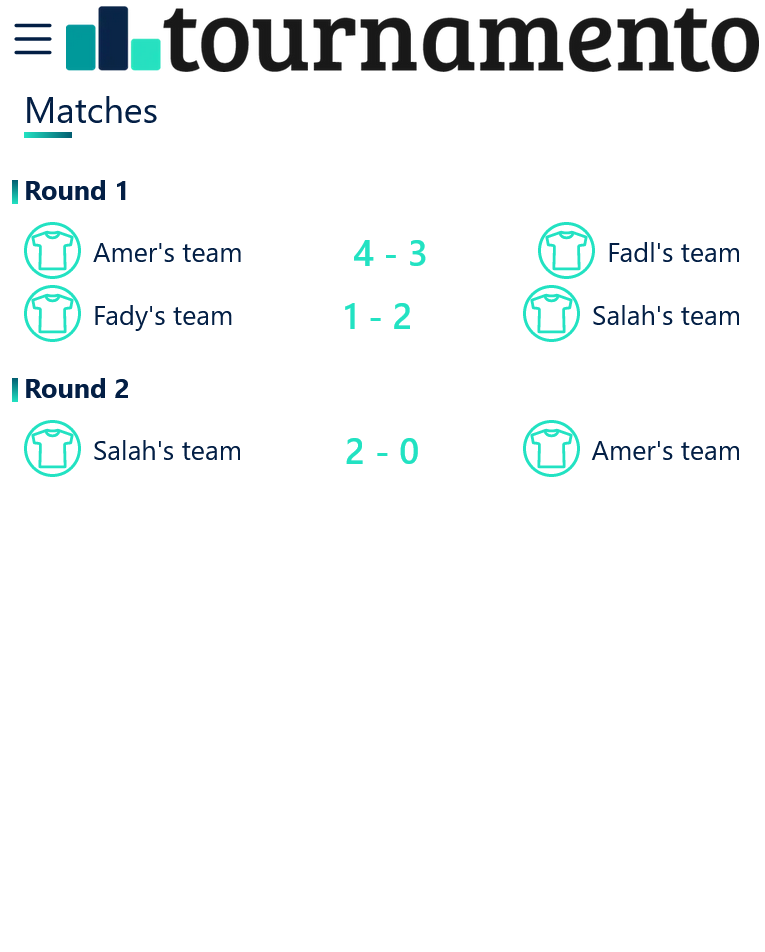 tournamento
Matches
Round 1
Amer's team 4 - 3 Fadl's team
Fady's team 1 - 2 Salah's team
Round 2
Salah's team 2 - 0 Amer's team